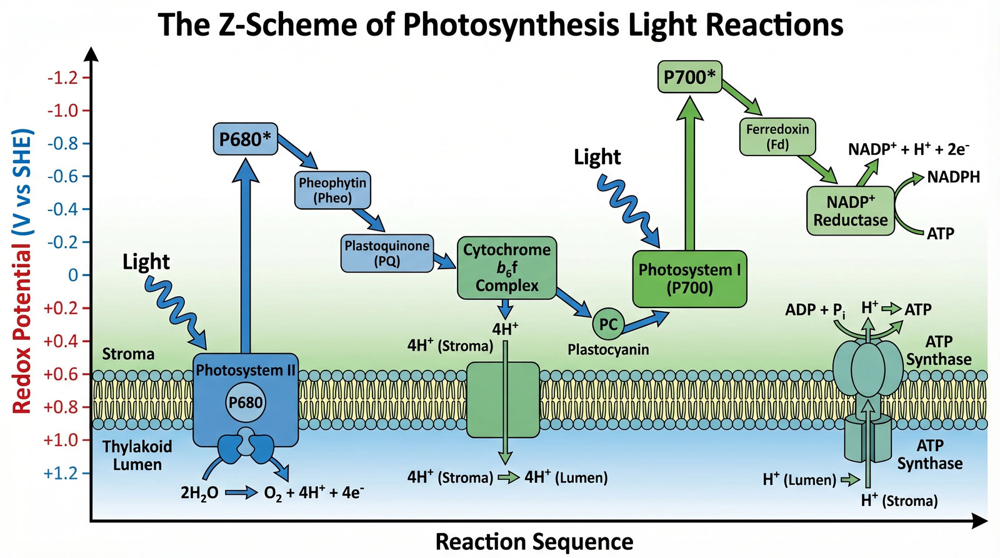 The Z-Scheme of Photosynthesis Light Reactions
Redox Potential (V vs SHE)
-1.2
-1.0
-0.8
-0.6
-0.4
-0.2
0
+0.2
+0.4
+0.6
+0.8
+1.0
+1.2
P680*
Pheophytin
(Pheo)
Plastoquinone
(PQ)
Light
Cytochrome
b₆f
Complex
4H⁺
4H⁺ (Stroma)
PC
Plastocyanin
Light
P700*
Photosystem I
(P700)
Ferredoxin
(Fd)
NADP⁺ + H⁺ + 2e⁻
NADPH
NADP⁺
Reductase
ATP
ADP + Pᵢ
H⁺
ATP
ATP
Synthase
Stroma
Photosystem II
P680
Thylakoid
Lumen
2H₂O
O₂ + 4H⁺ + 4e⁻
4H⁺ (Stroma)
4H⁺ (Lumen)
ATP
Synthase
H⁺ (Lumen)
H⁺ (Stroma)
Reaction Sequence